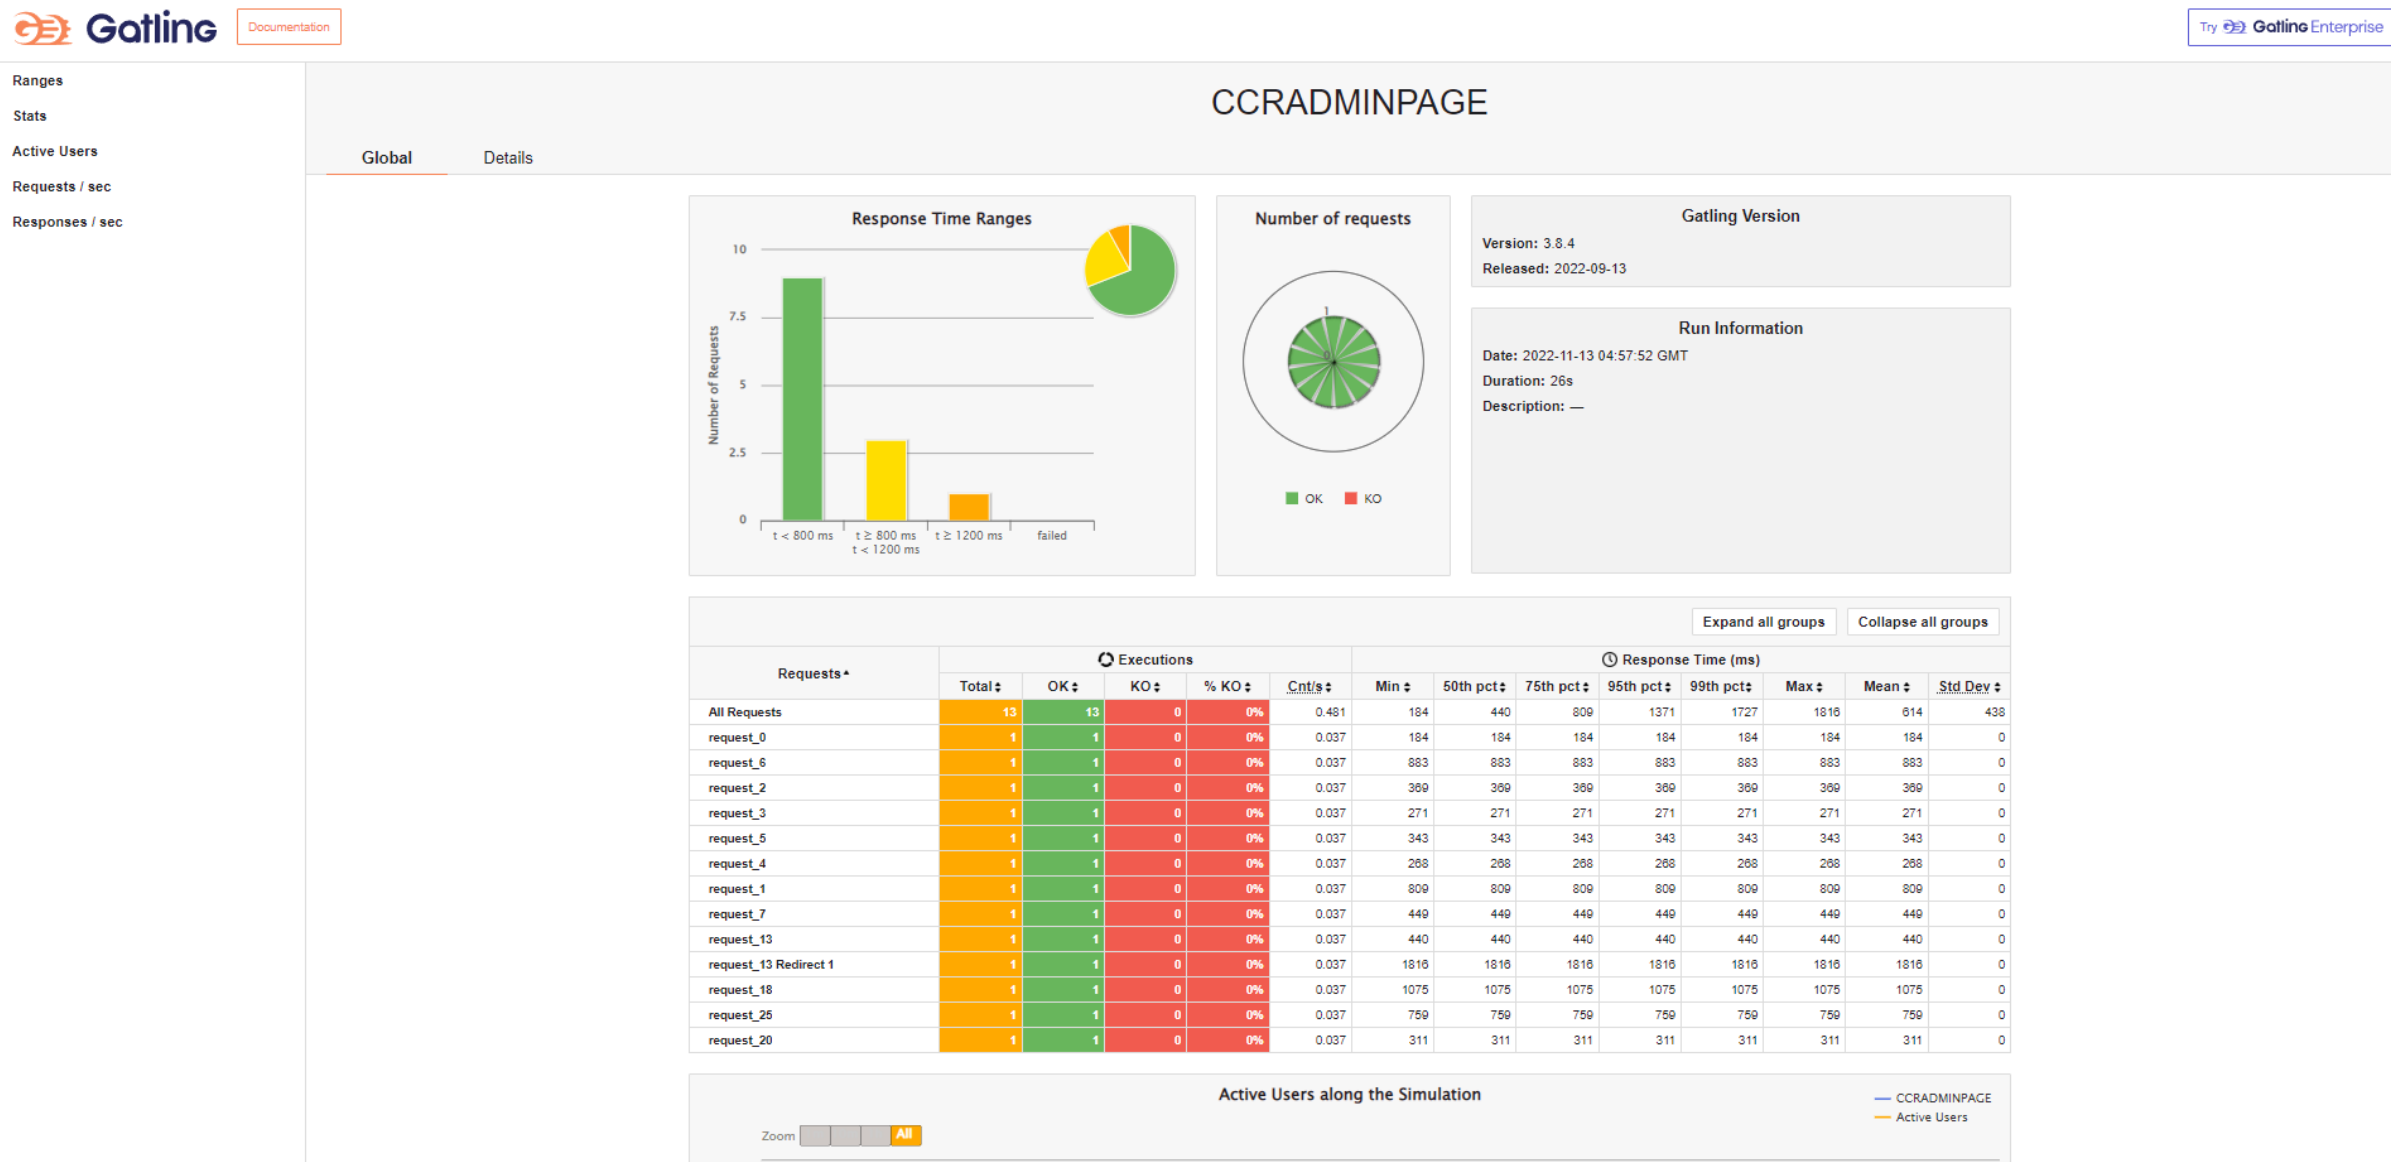 Gatling
Documentation
Try Gatling Enterprise
Ranges
Stats
Active Users
Requests / sec
Responses / sec
CCRADMINPAGE
Global Details
Response Time Ranges
Number of Requests
10
7.5
5
2.5
0
t < 800 ms
t ≥ 800 ms
t < 1200 ms
t ≥ 1200 ms
failed
Number of requests
1
0
OK KO
Gatling Version
Version: 3.8.4
Released: 2022-09-13
Run Information
Date: 2022-11-13 04:57:52 GMT
Duration: 26s
Description: —
Expand all groups Collapse all groups
Requests Executions Response Time (ms)
Total OK KO % KO Cnt/s Min 50th pct 75th pct 95th pct 99th pct Max Mean Std Dev
All Requests 13 13 0 0% 0.481 184 440 809 1371 1727 1816 614 438
request_0 1 1 0 0% 0.037 184 184 184 184 184 184 184 0
request_6 1 1 0 0% 0.037 883 883 883 883 883 883 883 0
request_2 1 1 0 0% 0.037 369 369 369 369 369 369 369 0
request_3 1 1 0 0% 0.037 271 271 271 271 271 271 271 0
request_5 1 1 0 0% 0.037 343 343 343 343 343 343 343 0
request_4 1 1 0 0% 0.037 268 268 268 268 268 268 268 0
request_1 1 1 0 0% 0.037 809 809 809 809 809 809 809 0
request_7 1 1 0 0% 0.037 449 449 449 449 449 449 449 0
request_13 1 1 0 0% 0.037 440 440 440 440 440 440 440 0
request_13 Redirect 1 1 1 0 0% 0.037 1816 1816 1816 1816 1816 1816 1816 0
request_18 1 1 0 0% 0.037 1075 1075 1075 1075 1075 1075 1075 0
request_25 1 1 0 0% 0.037 759 759 759 759 759 759 759 0
request_20 1 1 0 0% 0.037 311 311 311 311 311 311 311 0
Active Users along the Simulation
CCRADMINPAGE
Active Users
Zoom All